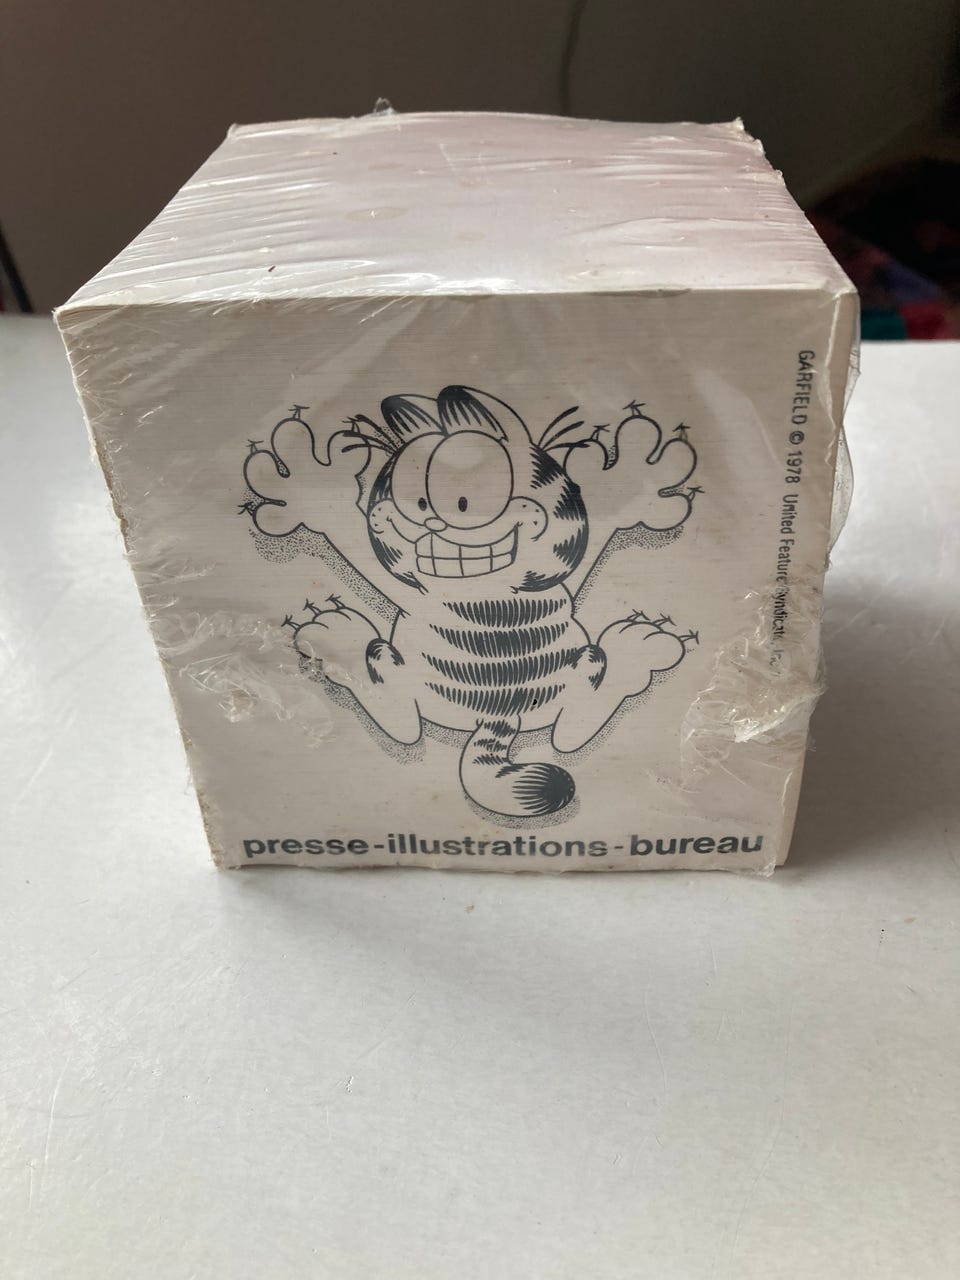 GARFIELD © 1978 United Feature Syndicate, Inc.
presse-illustrations-bureau